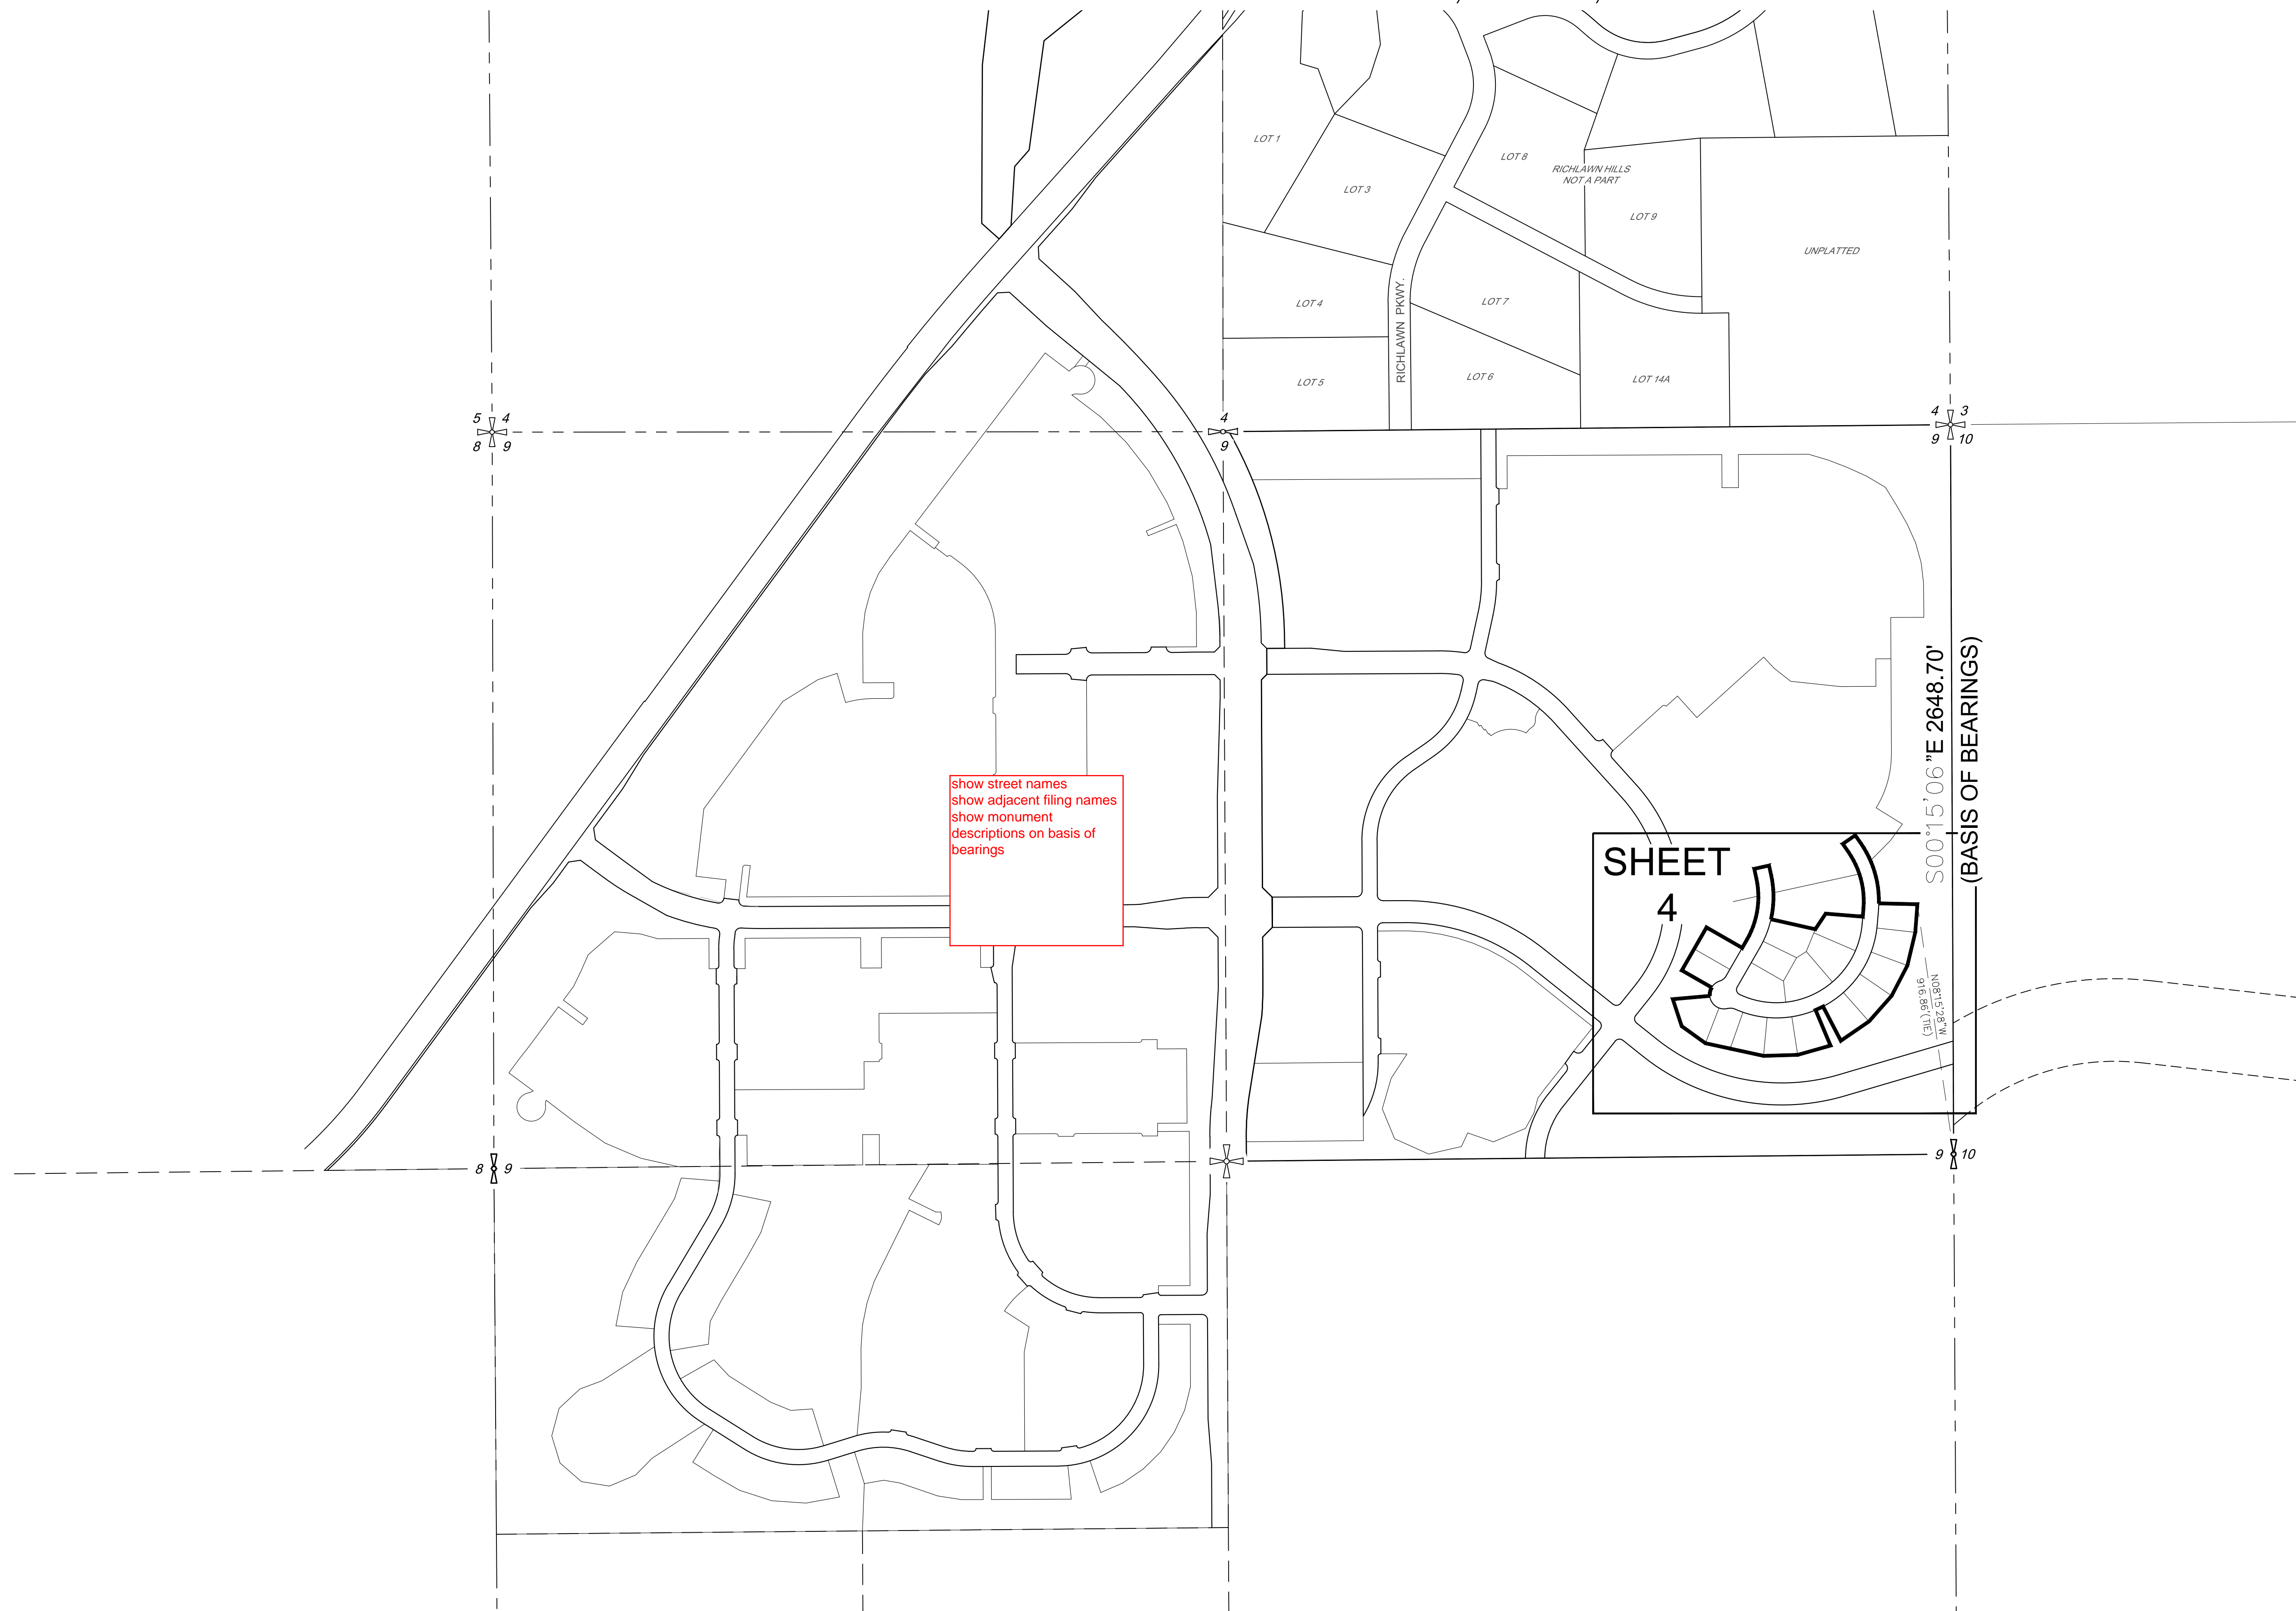 LOT 1
LOT 8
RICHLAWN HILLS
NOT A PART
LOT 3
LOT 9
UNPLATTED
LOT 4
LOT 7
RICHLAWN PKWY.
LOT 5
LOT 6
LOT 14A
5 4
8 9
4
9
4 3
9 10
S00°15'06"E 2648.70'
(BASIS OF BEARINGS)
show street names
show adjacent filing names
show monument
descriptions on basis of
bearings
SHEET
4
N08°15'28"W
916.86'(TIE)
8 9
9 10